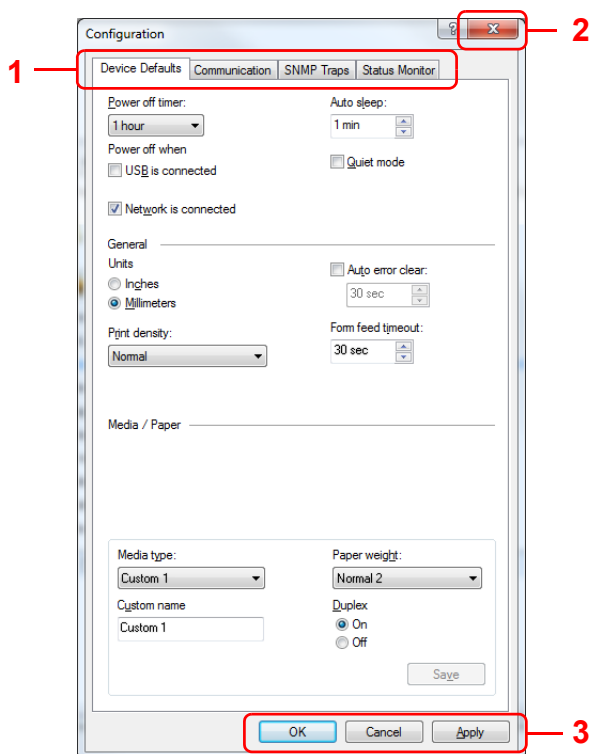 Configuration
?
x
2
1
Device Defaults Communication SNMP Traps Status Monitor
Power off timer: Auto sleep:
1 hour 1 min
Power off when
USB is connected Quiet mode
Network is connected
General
Units Auto error clear:
Inches 30 sec
Millimeters
Print density: Form feed timeout:
Normal 30 sec
Media / Paper
Media type: Paper weight:
Custom 1 Normal 2
Custom name Duplex
Custom 1 On
Off
Save
OK Cancel Apply 3